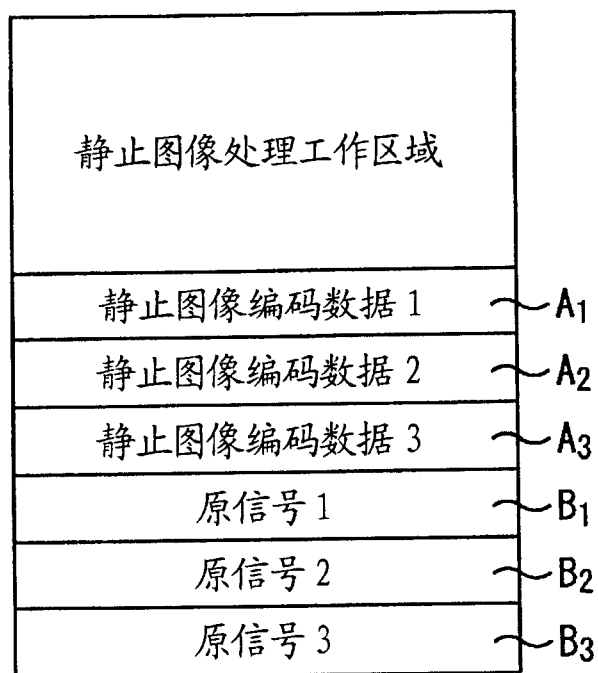 静止图像处理工作区域
静止图像编码数据 1 A1
静止图像编码数据 2 A2
静止图像编码数据 3 A3
原信号 1 B1
原信号 2 B2
原信号 3 B3